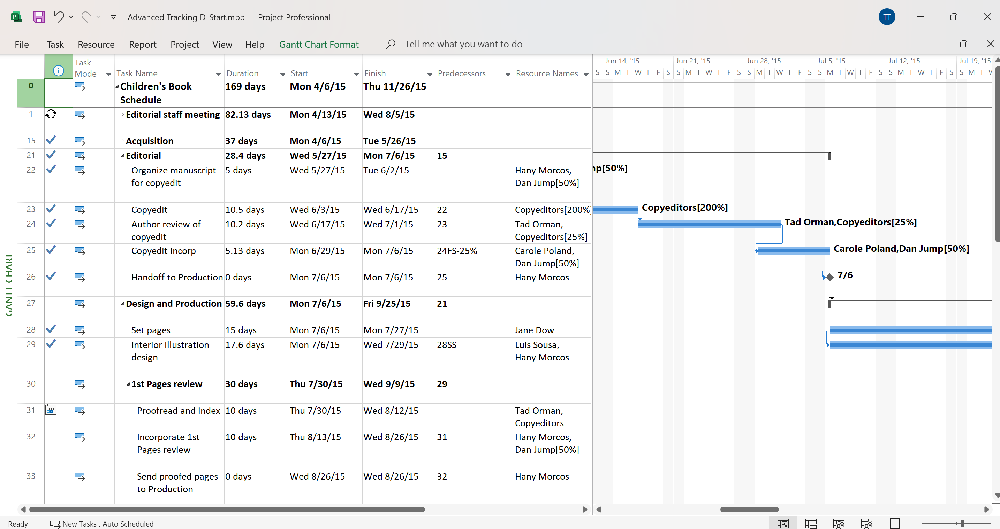 Advanced Tracking D_Start.mpp - Project Professional
TT
File Task Resource Report Project View Help Gantt Chart Format Tell me what you want to do
Task Mode Task Name Duration Start Finish Predecessors Resource Names
Jun 14, '15 Jun 21, '15 Jun 28, '15 Jul 5, '15 Jul 12, '15 Jul 19, '15
S S M T W T F S S M T W T F S S M T W T F S S M T W T F S S M T W T F S S M T W
0 Children's Book Schedule 169 days Mon 4/6/15 Thu 11/26/15
1 Editorial staff meeting 82.13 days Mon 4/13/15 Wed 8/5/15
15 Acquisition 37 days Mon 4/6/15 Tue 5/26/15
21 Editorial 28.4 days Wed 5/27/15 Mon 7/6/15 15
22 Organize manuscript for copyedit 5 days Wed 5/27/15 Tue 6/2/15 Hany Morcos, Dan Jump[50%]
mp[50%]
23 Copyedit 10.5 days Wed 6/3/15 Wed 6/17/15 22 Copyeditors[200%]
Copyeditors[200%]
24 Author review of copyedit 10.2 days Wed 6/17/15 Wed 7/1/15 23 Tad Orman, Copyeditors[25%]
Tad Orman,Copyeditors[25%]
25 Copyedit incorp 5.13 days Mon 6/29/15 Mon 7/6/15 24FS-25% Carole Poland, Dan Jump[50%]
Carole Poland,Dan Jump[50%]
26 Handoff to Production 0 days Mon 7/6/15 Mon 7/6/15 25 Hany Morcos
7/6
27 Design and Production 59.6 days Mon 7/6/15 Fri 9/25/15 21
28 Set pages 15 days Mon 7/6/15 Mon 7/27/15 Jane Dow
29 Interior illustration design 17.6 days Mon 7/6/15 Wed 7/29/15 28SS Luis Sousa, Hany Morcos
30 1st Pages review 30 days Thu 7/30/15 Wed 9/9/15 29
31 Proofread and index 10 days Thu 7/30/15 Wed 8/12/15 Tad Orman, Copyeditors
32 Incorporate 1st Pages review 10 days Thu 8/13/15 Wed 8/26/15 31 Hany Morcos, Dan Jump[50%]
33 Send proofed pages to Production 0 days Wed 8/26/15 Wed 8/26/15 32 Hany Morcos
GANTT CHART
Ready New Tasks : Auto Scheduled